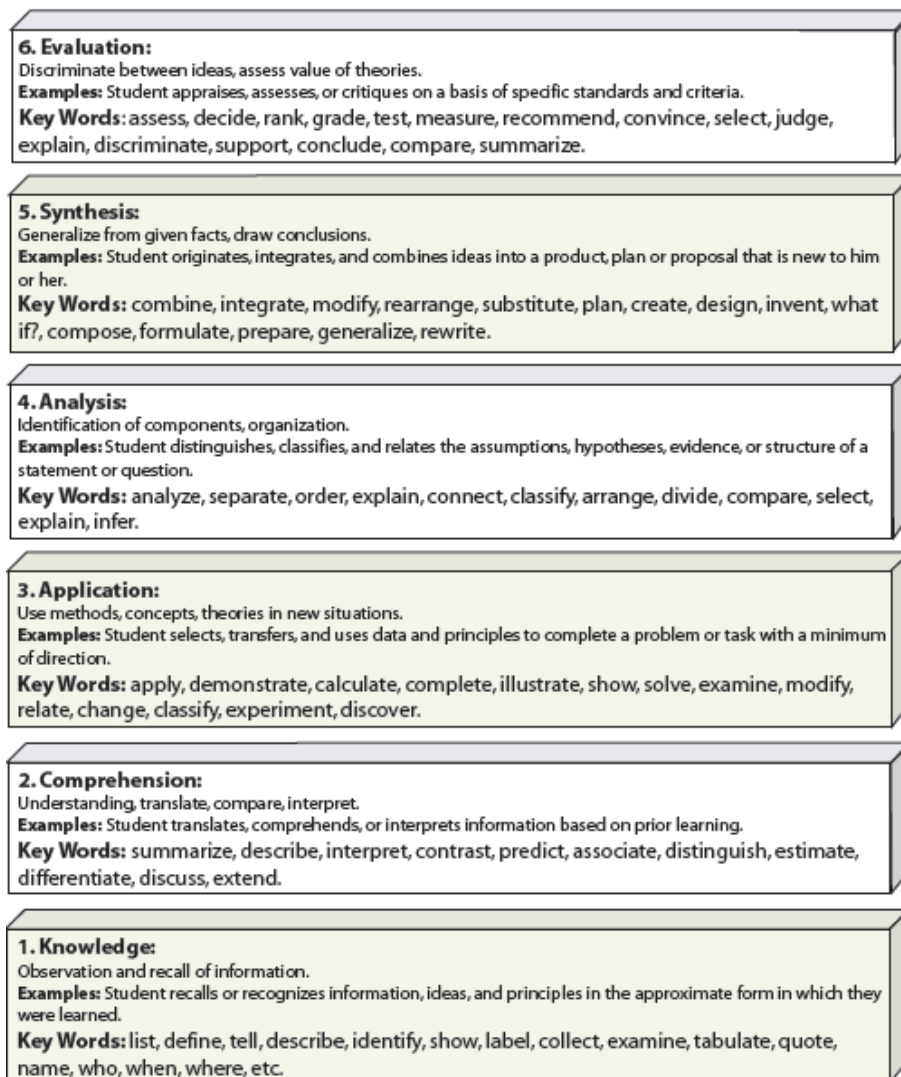 6. Evaluation:
Discriminate between ideas, assess value of theories.
Examples: Student appraises, assesses, or critiques on a basis of specific standards and criteria.
Key Words: assess, decide, rank, grade, test, measure, recommend, convince, select, judge,
explain, discriminate, support, conclude, compare, summarize.
5. Synthesis:
Generalize from given facts, draw conclusions.
Examples: Student originates, integrates, and combines ideas into a product, plan or proposal that is new to him
or her.
Key Words: combine, integrate, modify, rearrange, substitute, plan, create, design, invent, what
if?, compose, formulate, prepare, generalize, rewrite.
4. Analysis:
Identification of components, organization.
Examples: Student distinguishes, classifies, and relates the assumptions, hypotheses, evidence, or structure of a
statement or question.
Key Words: analyze, separate, order, explain, connect, classify, arrange, divide, compare, select,
explain, infer.
3. Application:
Use methods, concepts, theories in new situations.
Examples: Student selects, transfers, and uses data and principles to complete a problem or task with a minimum
of direction.
Key Words: apply, demonstrate, calculate, complete, illustrate, show, solve, examine, modify,
relate, change, classify, experiment, discover.
2. Comprehension:
Understanding, translate, compare, interpret.
Examples: Student translates, comprehends, or interprets information based on prior learning.
Key Words: summarize, describe, interpret, contrast, predict, associate, distinguish, estimate,
differentiate, discuss, extend.
1. Knowledge:
Observation and recall of information.
Examples: Student recalls or recognizes information, ideas, and principles in the approximate form in which they
were learned.
Key Words: list, define, tell, describe, identify, show, label, collect, examine, tabulate, quote,
name, who, when, where, etc.